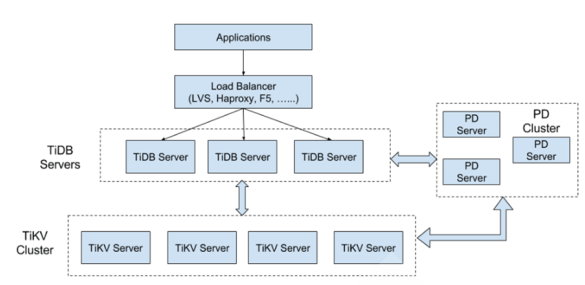 Applications
Load Balancer
(LVS, Haproxy, F5, ......)
TiDB
Servers
TiDB Server
TiDB Server
TiDB Server
PD
Cluster
PD
Server
PD
Server
PD
Server
TiKV
Cluster
TiKV Server
TiKV Server
TiKV Server
TiKV Server